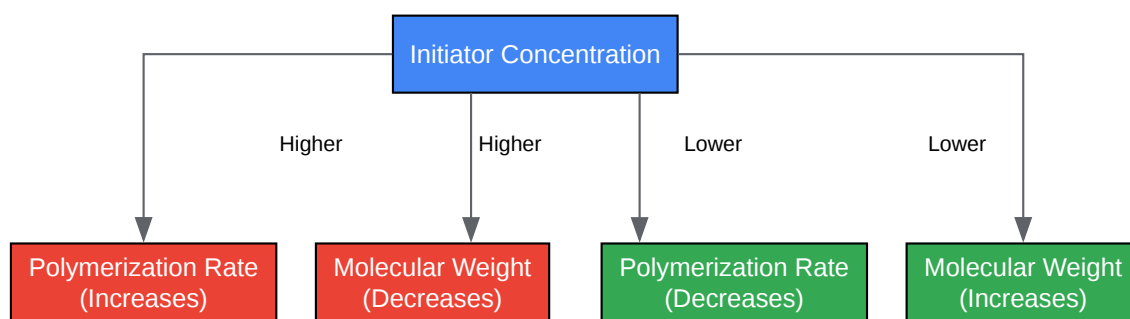 Initiator Concentration
Higher
Higher
Lower
Lower
Polymerization Rate
(Increases)
Molecular Weight
(Decreases)
Polymerization Rate
(Decreases)
Molecular Weight
(Increases)